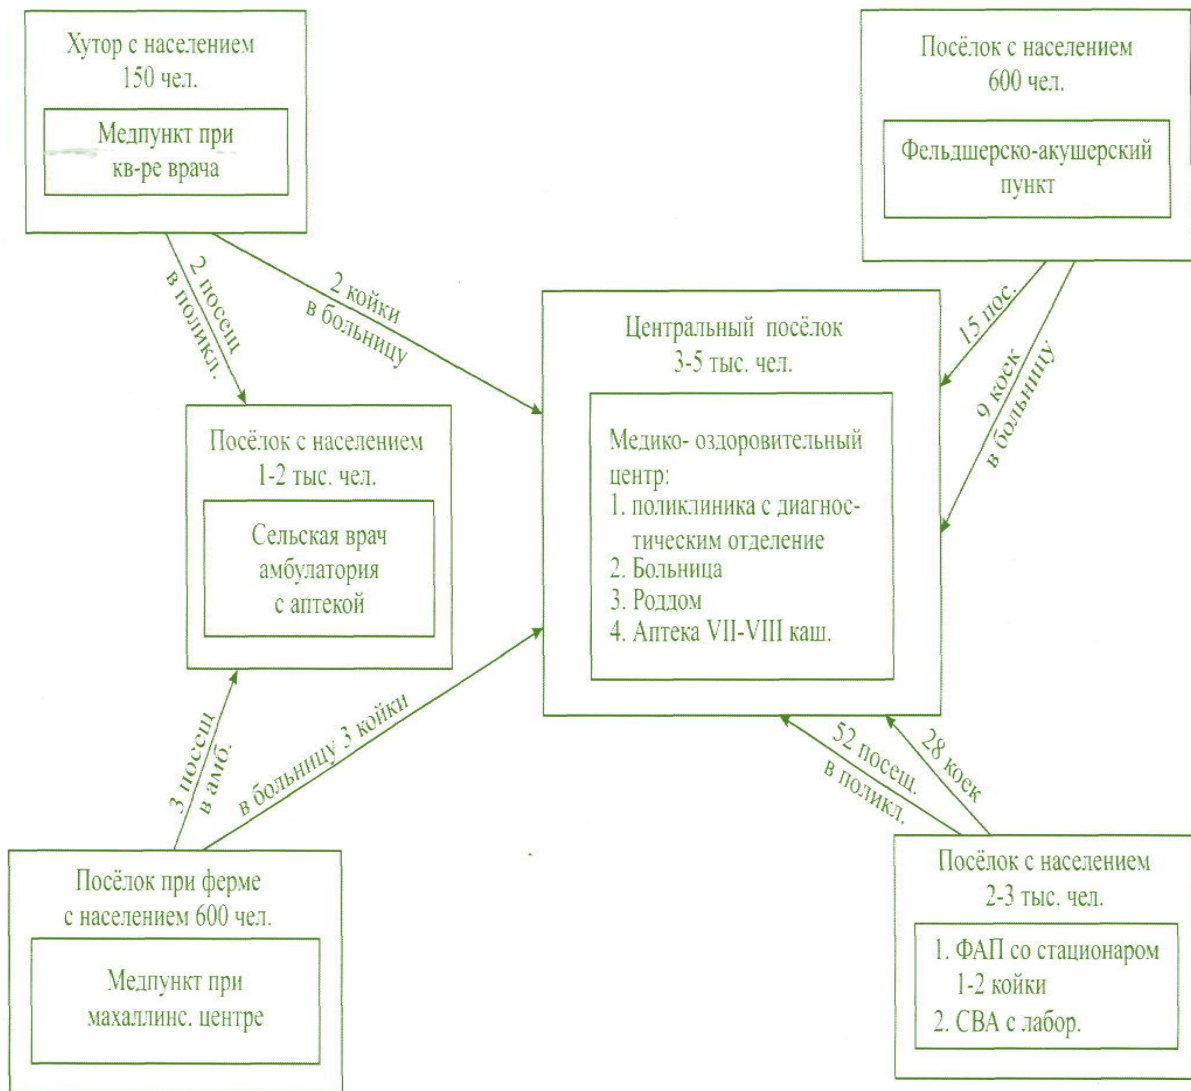 Хутор с населением
150 чел.
Медпункт при
кв-ре врача
Посёлок с населением
600 чел.
Фельдшерско-акушерский
пункт
2 посещ
в поликл.
2 койки
в больницу
15 пос.
9 коек
в больницу
Центральный посёлок
3-5 тыс. чел.
Медико- оздоровительный
центр:
1. поликлиника с диагнос-
тическим отделение
2. Больница
3. Роддом
4. Аптека VII-VIII каш.
Посёлок с населением
1-2 тыс. чел.
Сельская врач
амбулатория
с аптекой
3 посещ
в амб.
в больницу 3 койки
52 посещ.
в поликл.
28 коек
Посёлок при ферме
с населением 600 чел.
Медпункт при
махаллинс. центре
Посёлок с населением
2-3 тыс. чел.
1. ФАП со стационаром
1-2 койки
2. СВА с лабор.